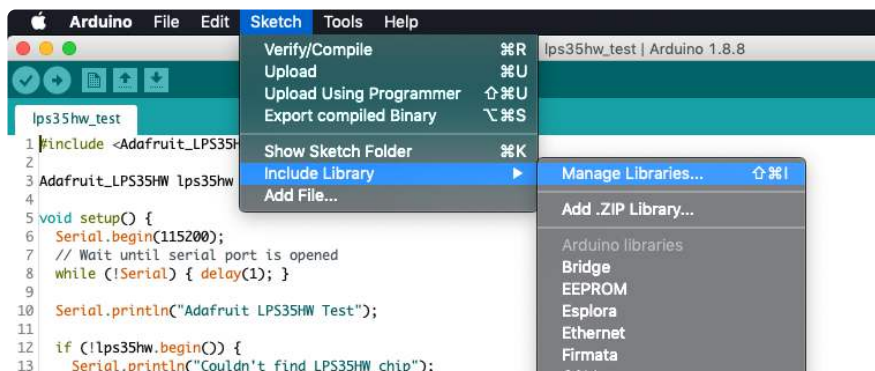 Arduino File Edit Sketch Tools Help
lps35hw_test | Arduino 1.8.8
Verify/Compile ⌘R
Upload ⌘U
Upload Using Programmer ⇧⌘U
Export compiled Binary ⌥⌘S
Show Sketch Folder ⌘K
Include Library ▶
Add File...
Manage Libraries... ⇧⌘I
Add .ZIP Library...
Arduino libraries
Bridge
EEPROM
Esplora
Ethernet
Firmata
lps35hw_test
1 #include <Adafruit_LPS35H
2
3 Adafruit_LPS35HW lps35hw
4
5 void setup() {
6 Serial.begin(115200);
7 // Wait until serial port is opened
8 while (!Serial) { delay(1); }
9
10 Serial.println("Adafruit LPS35HW Test");
11
12 if (!lps35hw.begin()) {
13 Serial.println("Couldn't find LPS35HW chip");